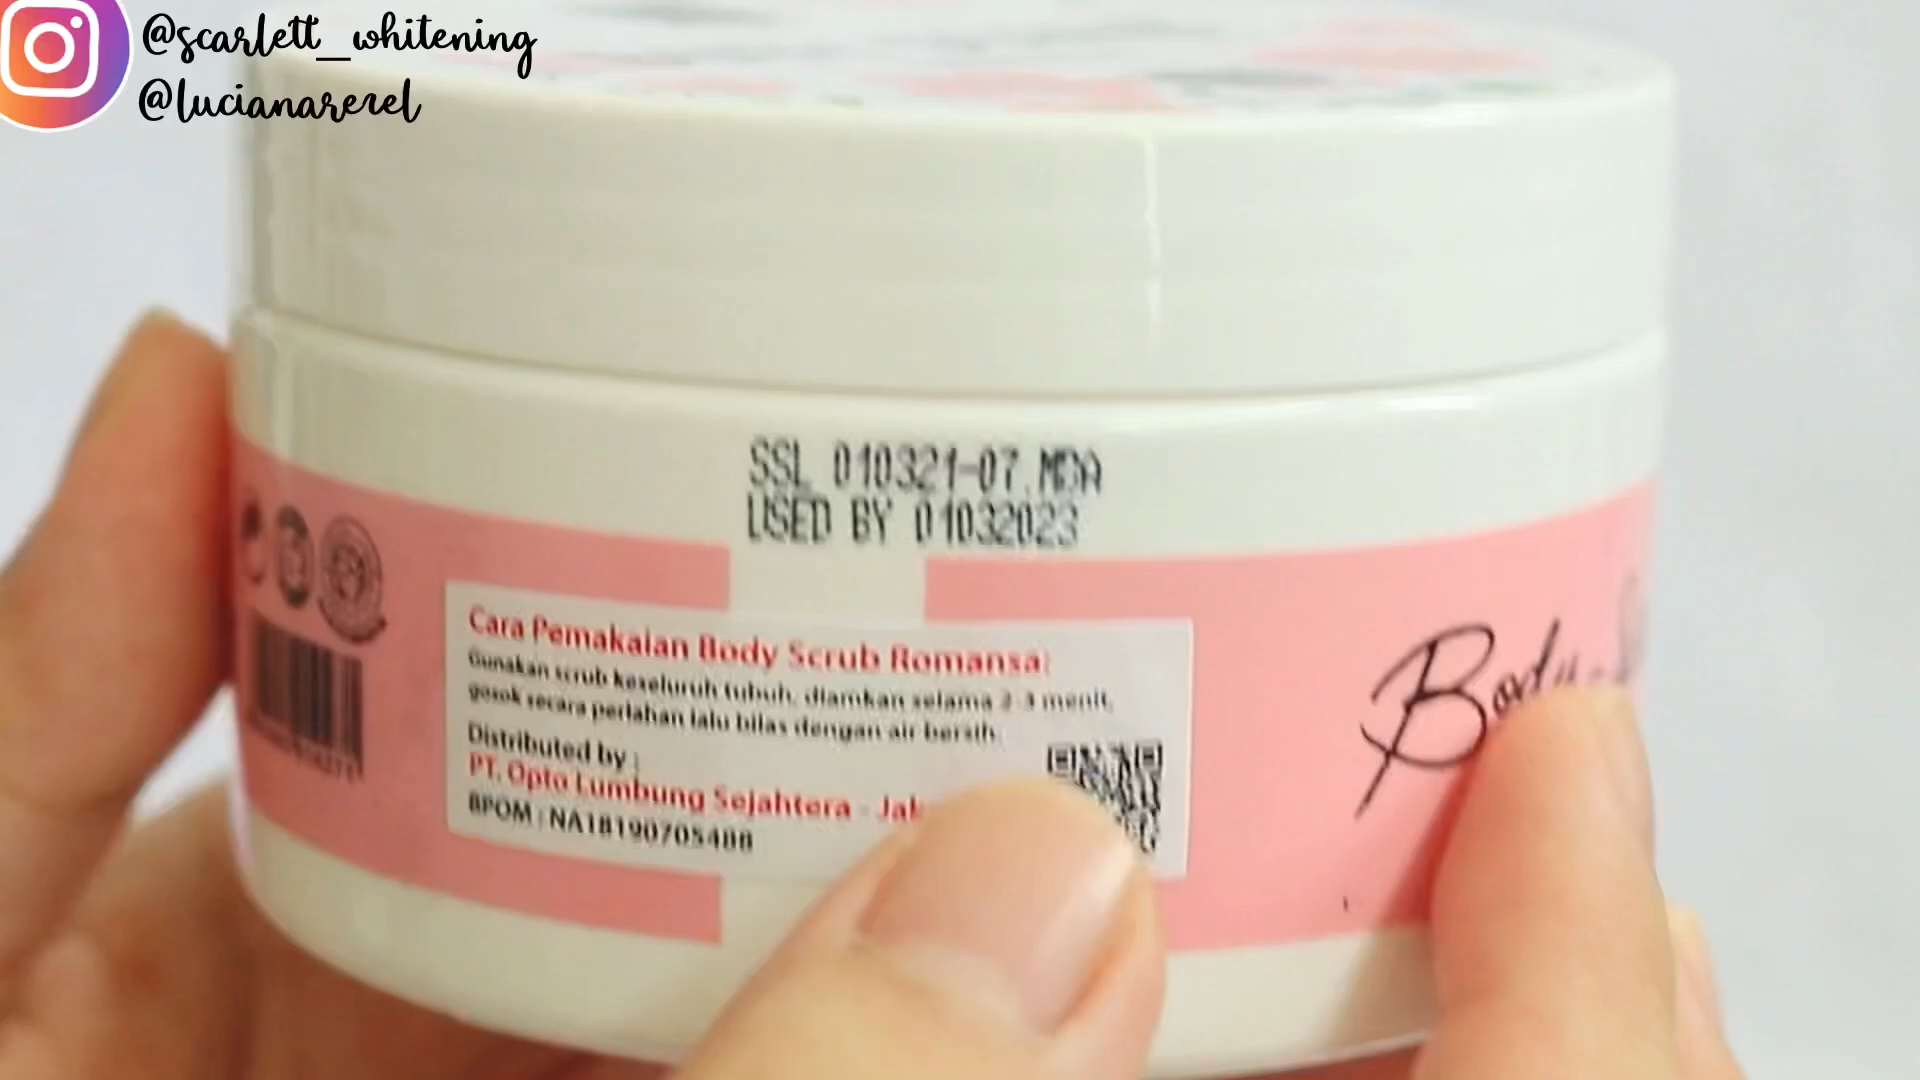 @scarlett_whitening
@lucianarerel
SSL 010321-07.MBA
USED BY 01032023
Cara Pemakaian Body Scrub Romansa:
Gunakan scrub keseluruh tubuh, diamkan selama 2-3 menit,
gosok secara perlahan lalu bilas dengan air bersih.
Distributed by :
PT. Opto Lumbung Sejahtera - Jak
BPOM : NA18190705488
Body